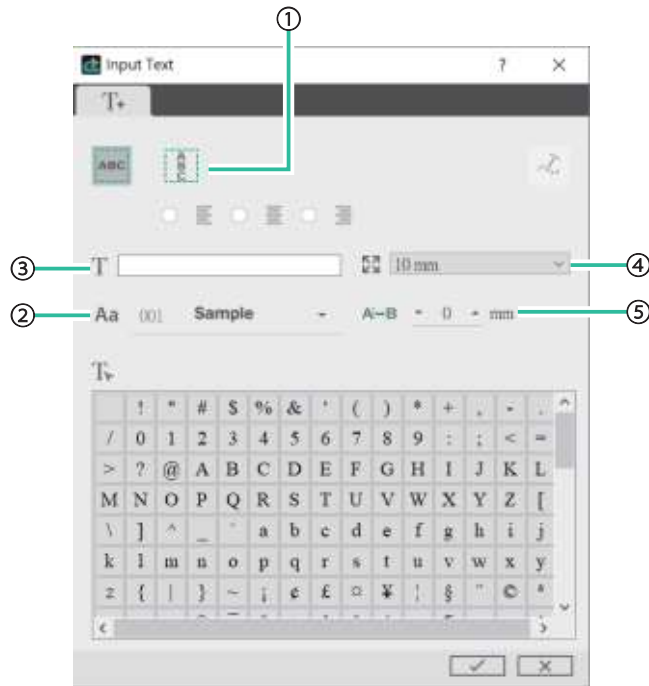 ①
Input Text ? ×
T+
ABC ABC
③ T 10 mm ④
② Aa 001 Sample A↔B 0 mm ⑤
T
! " # $ % & ' ( ) * + , - .
/ 0 1 2 3 4 5 6 7 8 9 : ; < =
> ? @ A B C D E F G H I J K L
M N O P Q R S T U V W X Y Z [
\ ] ^ _ ` a b c d e f g h i j
k l m n o p q r s t u v w x y
z { | } ~ ¡ ¢ £ ¤ ¥ ¦ § ¨ © ª